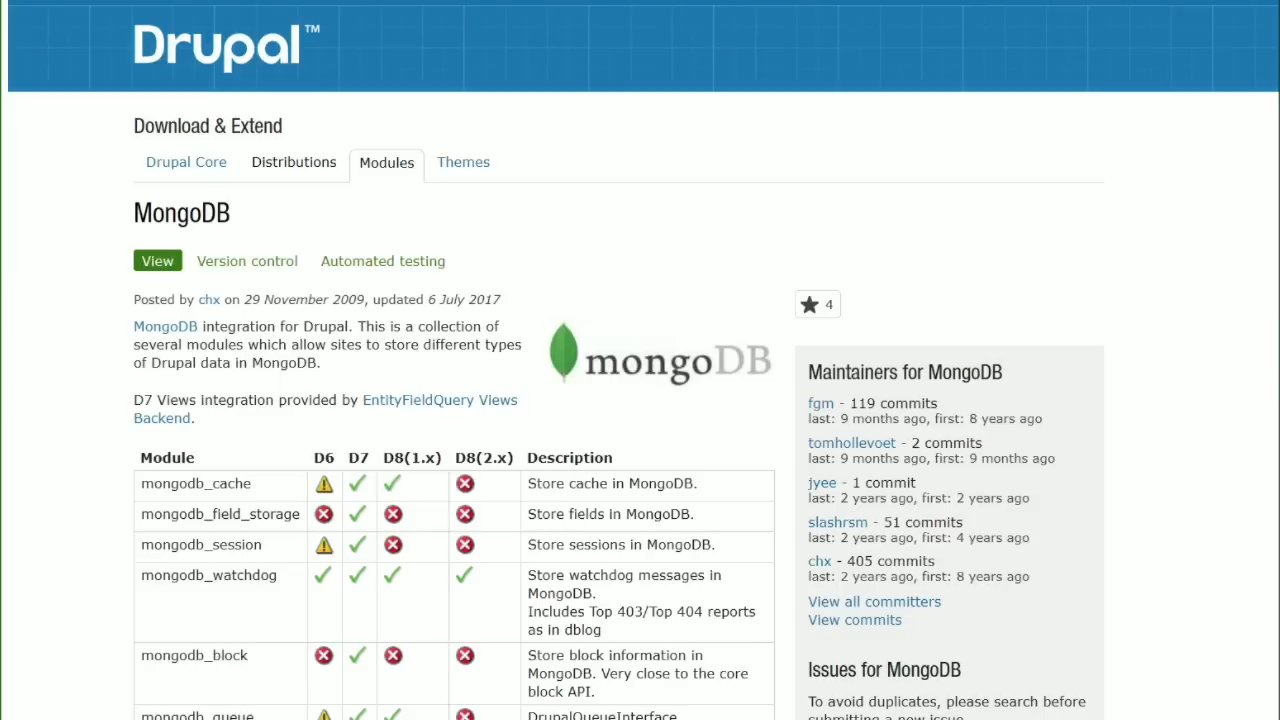 Drupal™
Download & Extend
Drupal Core Distributions Modules Themes
MongoDB
View Version control Automated testing
Posted by chx on 29 November 2009, updated 6 July 2017
MongoDB integration for Drupal. This is a collection of
several modules which allow sites to store different types
of Drupal data in MongoDB.
D7 Views integration provided by EntityFieldQuery Views
Backend.
mongoDB
Module D6 D7 D8(1.x) D8(2.x) Description
mongodb_cache Store cache in MongoDB.
mongodb_field_storage Store fields in MongoDB.
mongodb_session Store sessions in MongoDB.
mongodb_watchdog Store watchdog messages in
MongoDB.
Includes Top 403/Top 404 reports
as in dblog
mongodb_block Store block information in
MongoDB. Very close to the core
block API.
mongodb_queue DrupalQueueInterface
4
Maintainers for MongoDB
fgm - 119 commits
last: 9 months ago, first: 8 years ago
tomhollevoet - 2 commits
last: 9 months ago, first: 9 months ago
jyee - 1 commit
last: 2 years ago, first: 2 years ago
slashrsm - 51 commits
last: 2 years ago, first: 4 years ago
chx - 405 commits
last: 2 years ago, first: 8 years ago
View all committers
View commits
Issues for MongoDB
To avoid duplicates, please search before
submitting a new issue